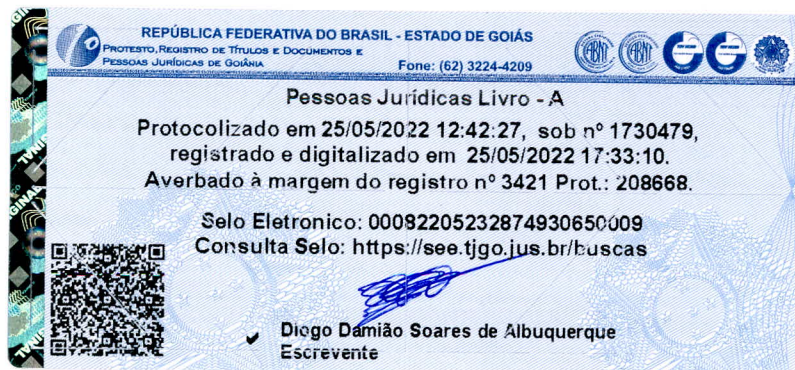 REPÚBLICA FEDERATIVA DO BRASIL - ESTADO DE GOIÁS
PROTESTO, REGISTRO DE TÍTULOS E DOCUMENTOS E
PESSOAS JURÍDICAS DE GOIÂNIA
Fone: (62) 3224-4209
ABNT
ABNT
Pessoas Jurídicas Livro - A
Protocolizado em 25/05/2022 12:42:27, sob nº 1730479,
registrado e digitalizado em 25/05/2022 17:33:10.
Averbado à margem do registro nº 3421 Prot.: 208668.
Selo Eletronico: 00082205232874930650009
Consulta Selo: https://see.tjgo.jus.br/buscas
Diogo Damião Soares de Albuquerque
Escrevente